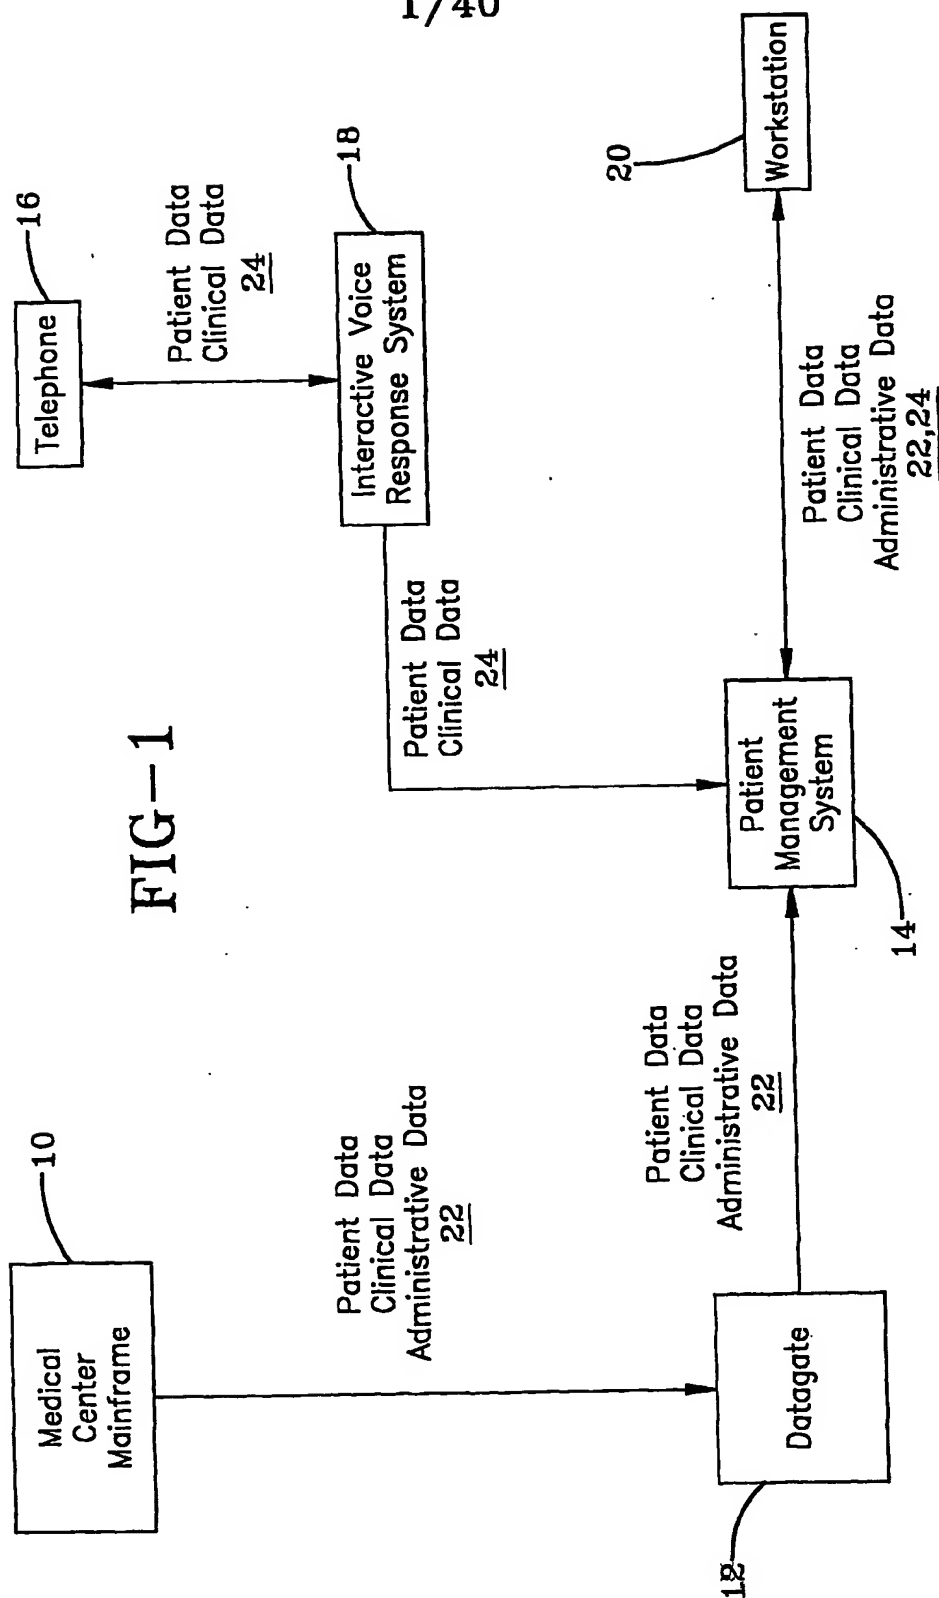 1/40
FIG-1
Medical
Center
Mainframe
10
Patient Data
Clinical Data
Administrative Data
22
Datagate
12
Patient Data
Clinical Data
Administrative Data
22
Patient
Management
System
14
Telephone
16
Patient Data
Clinical Data
24
Interactive Voice
Response System
18
Patient Data
Clinical Data
24
Patient Data
Clinical Data
Administrative Data
22,24
Workstation
20